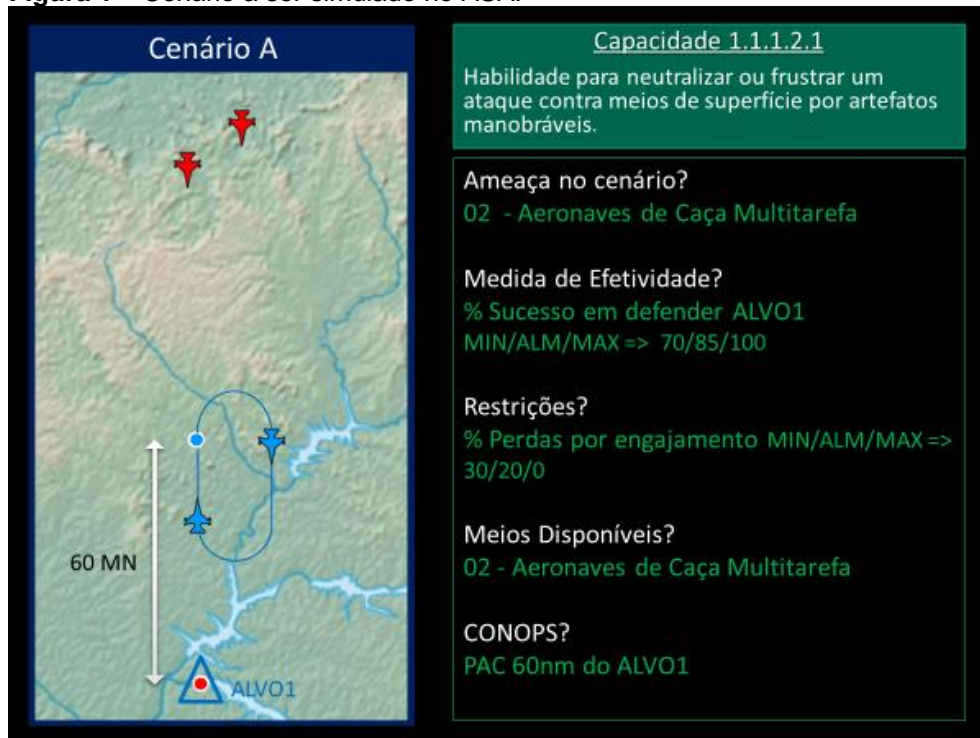 Cenário A
60 MN
ALVO1
Capacidade 1.1.1.2.1
Habilidade para neutralizar ou frustrar um
ataque contra meios de superfície por artefatos
manobráveis.
Ameaça no cenário?
02 - Aeronaves de Caça Multitarefa
Medida de Efetividade?
% Sucesso em defender ALVO1
MIN/ALM/MAX => 70/85/100
Restrições?
% Perdas por engajamento MIN/ALM/MAX =>
30/20/0
Meios Disponíveis?
02 - Aeronaves de Caça Multitarefa
CONOPS?
PAC 60nm do ALVO1